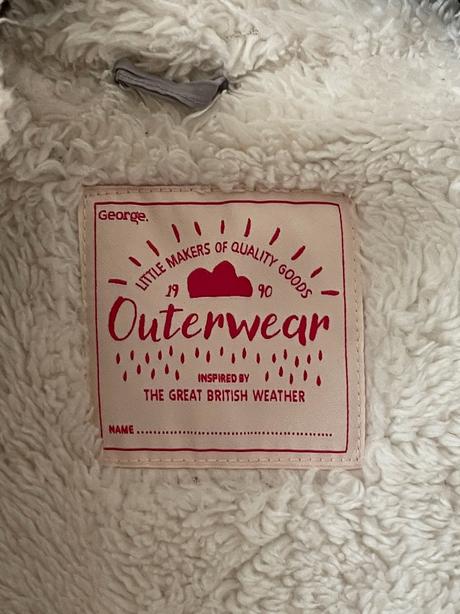 George.
LITTLE MAKERS OF QUALITY GOODS
19 90
Outerwear
INSPIRED BY
THE GREAT BRITISH WEATHER
NAME